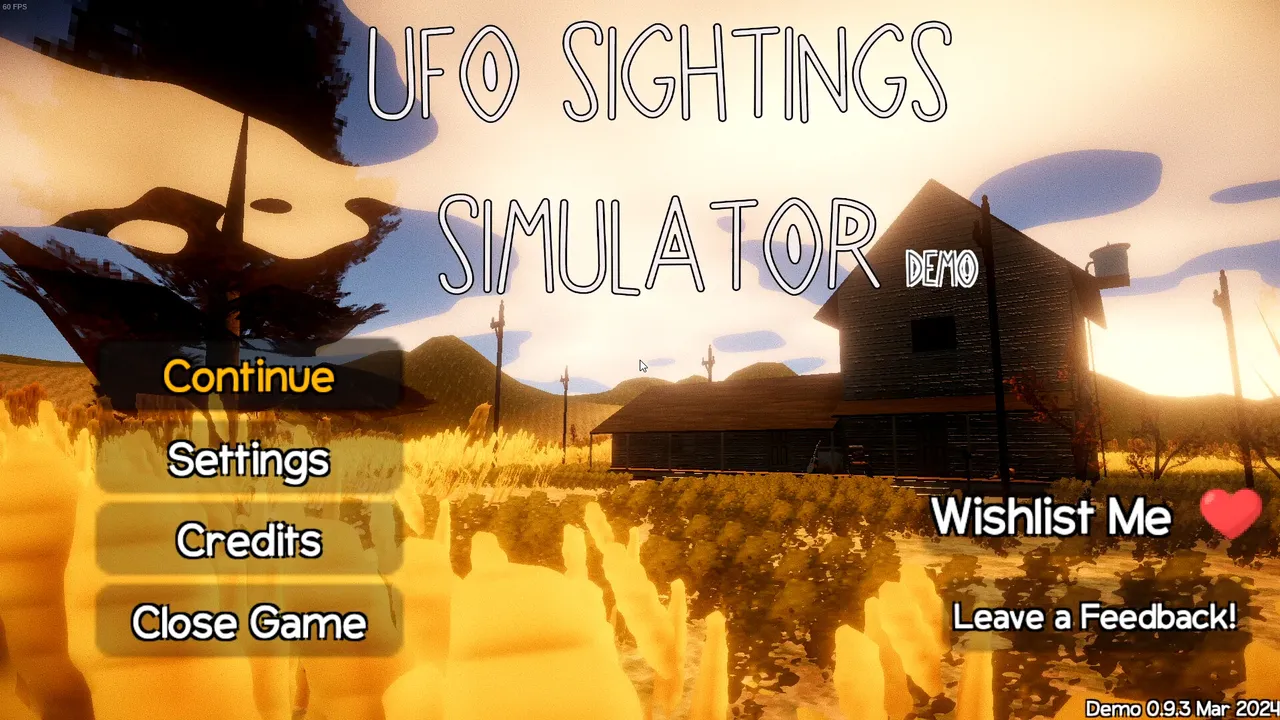 60 FPS
UFO SIGHTINGS
SIMULATOR DEMO
Continue
Settings
Credits
Close Game
Wishlist Me
Leave a Feedback!
Demo 0.9.3 Mar 2024